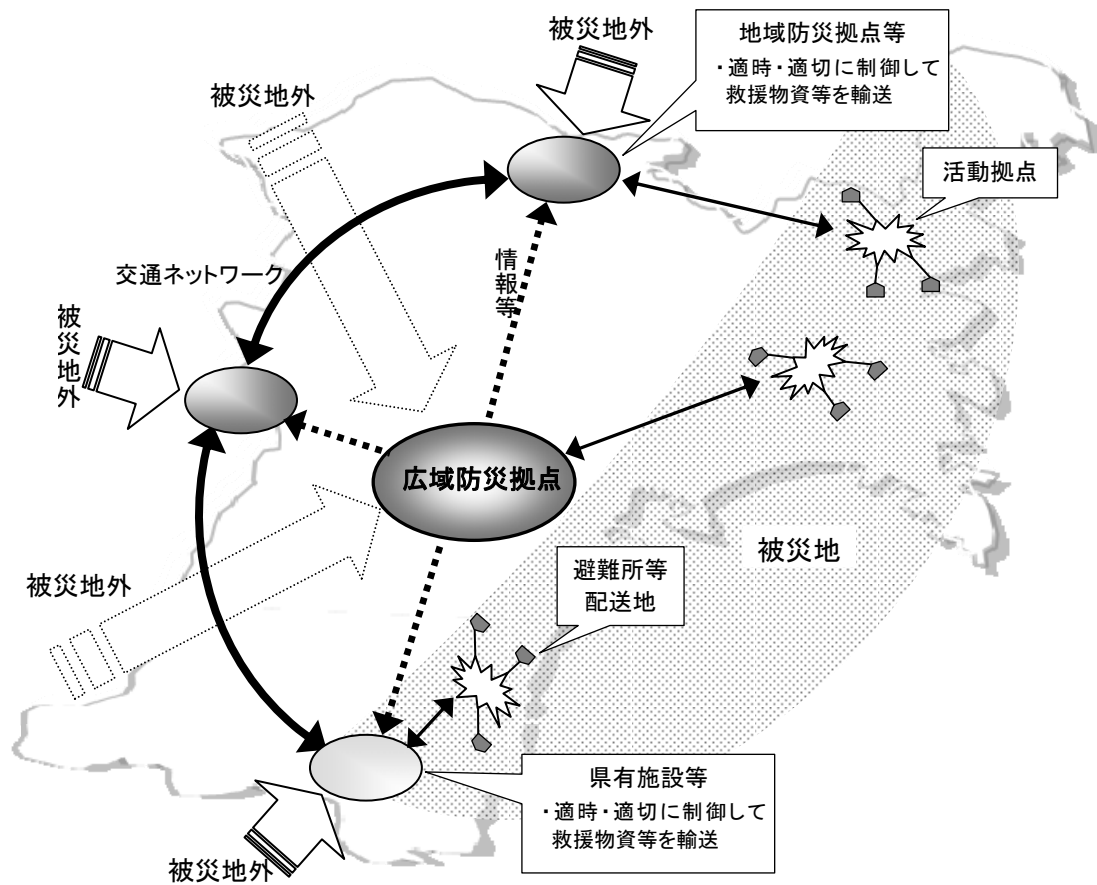 被災地外
地域防災拠点等
・適時・適切に制御して
救援物資等を輸送
被災地外
活動拠点
情報等
交通ネットワーク
被災地外
広域防災拠点
被災地
避難所等
配送地
被災地外
県有施設等
・適時・適切に制御して
救援物資等を輸送
被災地外